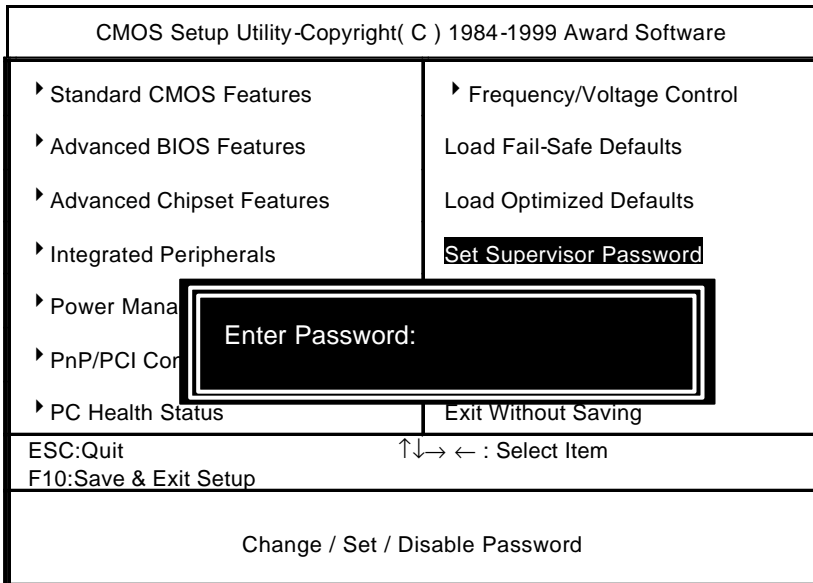 CMOS Setup Utility-Copyright( C ) 1984-1999 Award Software
‣Standard CMOS Features
‣Advanced BIOS Features
‣Advanced Chipset Features
‣Integrated Peripherals
‣Power Mana
‣PnP/PCI Con
‣PC Health Status
‣Frequency/Voltage Control
Load Fail-Safe Defaults
Load Optimized Defaults
Set Supervisor Password
Enter Password:
Exit Without Saving
ESC:Quit ↑↓→ ← : Select Item
F10:Save & Exit Setup
Change / Set / Disable Password